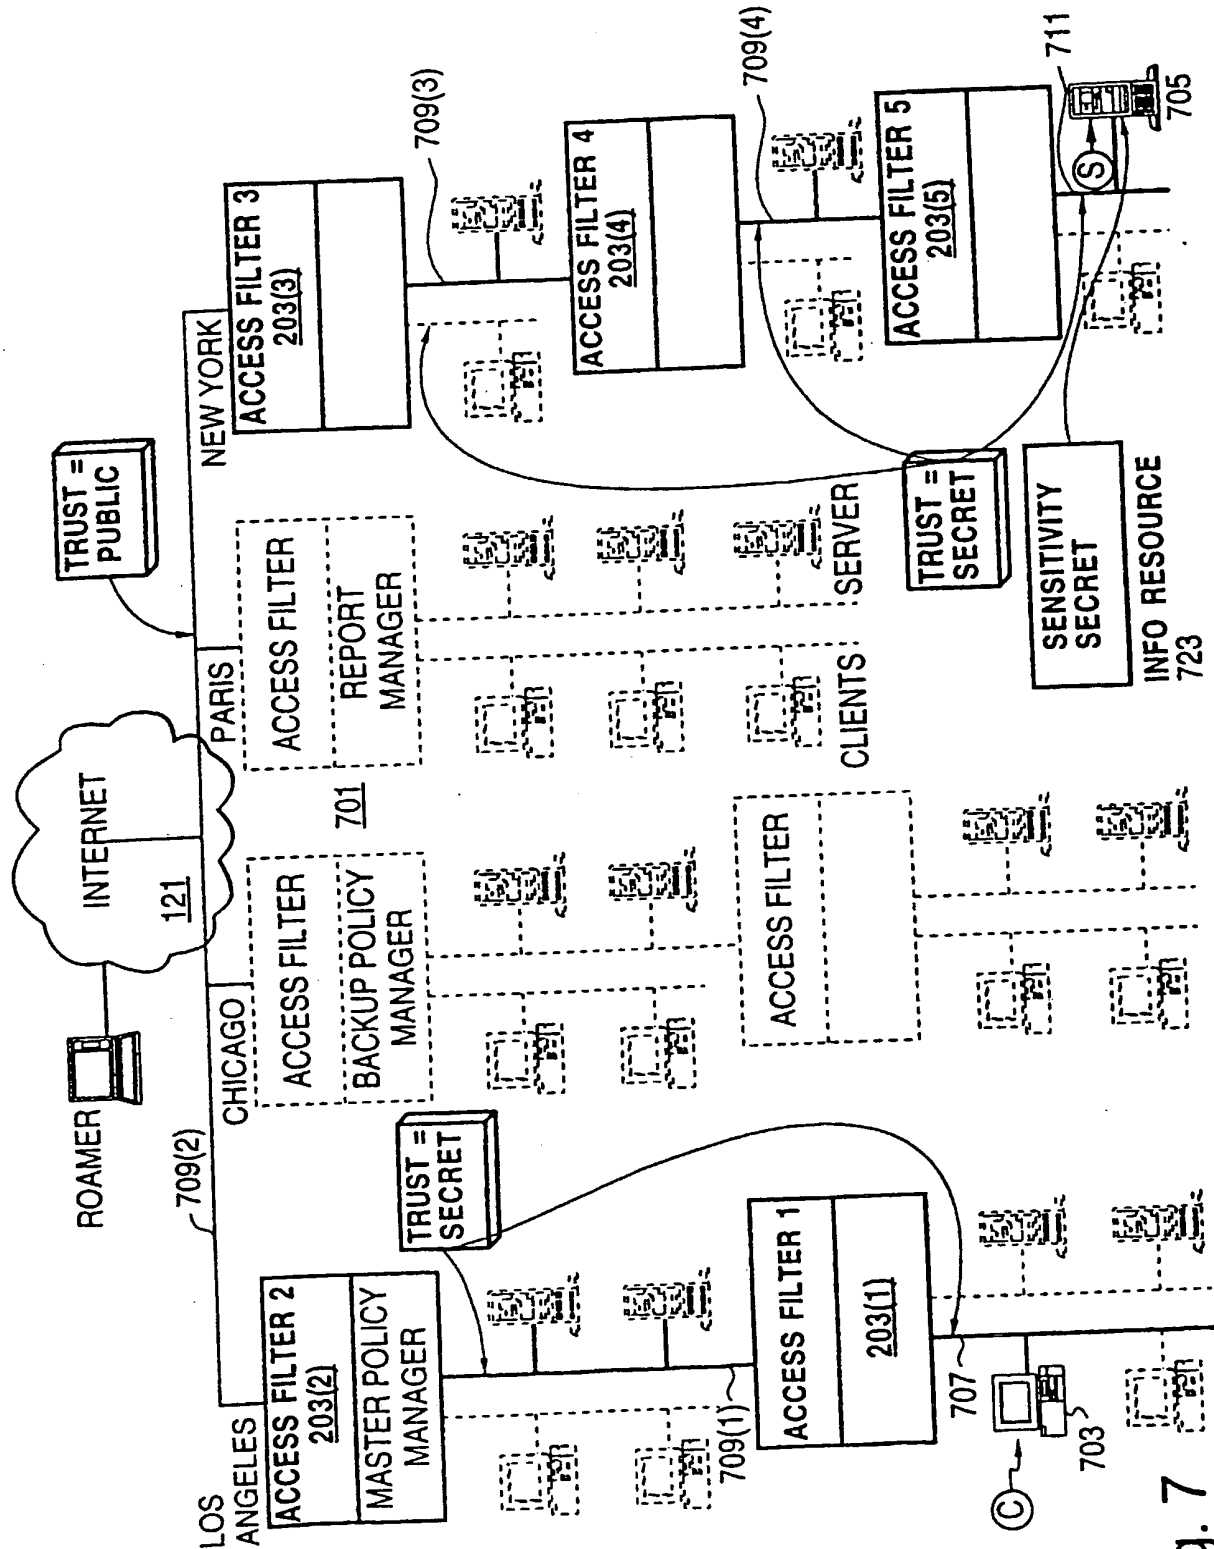 ROAMER
INTERNET
121
TRUST =
PUBLIC
709(2)
LOS
ANGELES
CHICAGO
PARIS
NEW YORK
ACCESS FILTER 2
203(2)
MASTER POLICY
MANAGER
ACCESS FILTER
BACKUP POLICY
MANAGER
701
ACCESS FILTER
REPORT
MANAGER
ACCESS FILTER 3
203(3)
709(3)
TRUST =
SECRET
709(1)
ACCESS FILTER 1
203(1)
707
C
703
ACCESS FILTER
CLIENTS
SERVER
ACCESS FILTER 4
203(4)
709(4)
ACCESS FILTER 5
203(5)
711
S
705
TRUST =
SECRET
SENSITIVITY
SECRET
INFO RESOURCE
723
g. 7